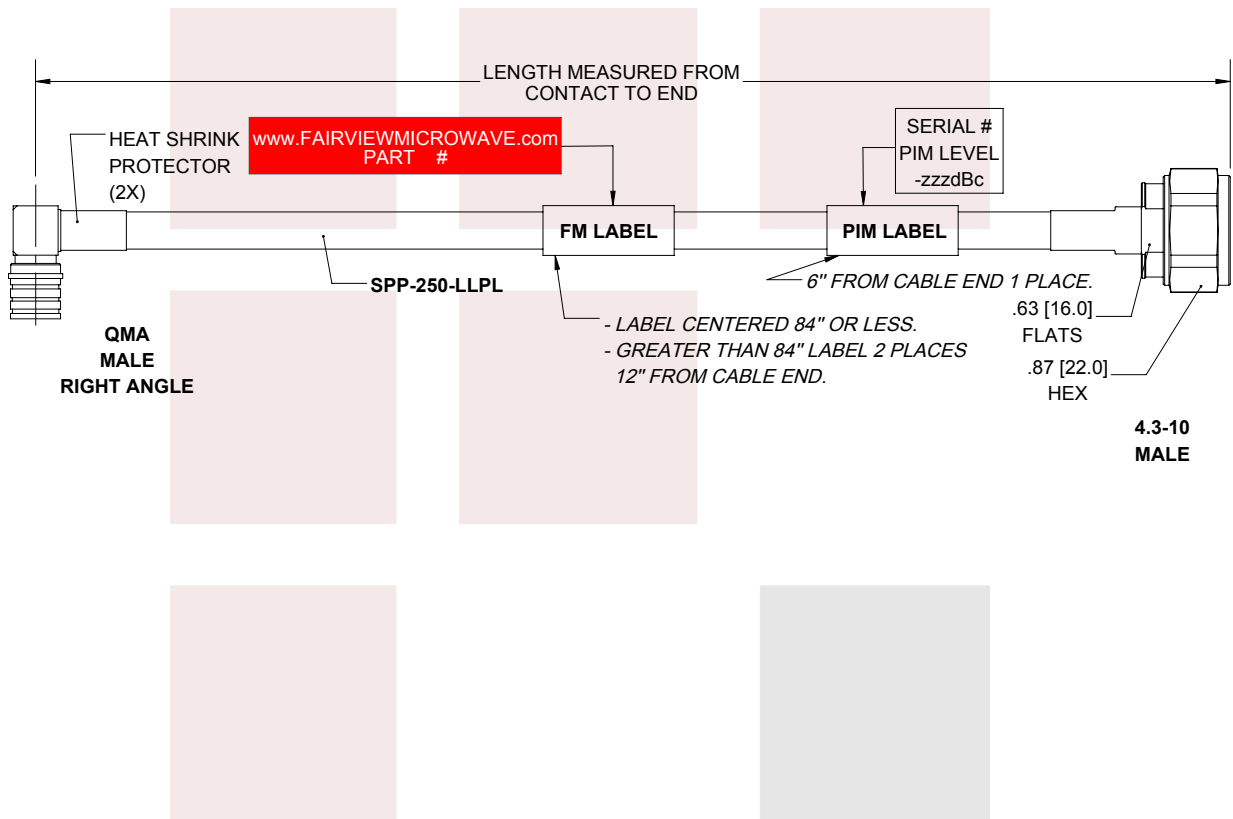 LENGTH MEASURED FROM
CONTACT TO END
HEAT SHRINK
PROTECTOR
(2X)
www.FAIRVIEWMICROWAVE.com
PART #
SERIAL #
PIM LEVEL
-zzzdBc
FM LABEL
PIM LABEL
SPP-250-LLPL
6" FROM CABLE END 1 PLACE.
- LABEL CENTERED 84" OR LESS.
- GREATER THAN 84" LABEL 2 PLACES
12" FROM CABLE END.
.63 [16.0]
FLATS
.87 [22.0]
HEX
QMA
MALE
RIGHT ANGLE
4.3-10
MALE